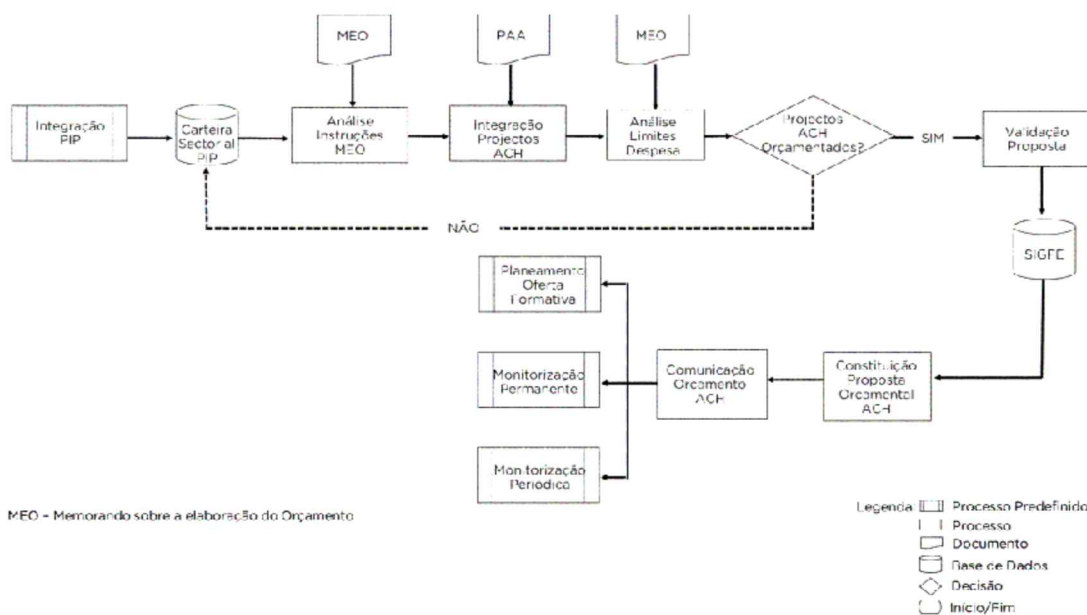 MEO
PAA
MEO
Integração
PIP
Carteira
Sectorial
PIP
Análise
Instruções
MEO
Integração
Projectos
ACH
Análise
Limites
Despesa
Projectos
ACH
Orçamentados?
SIM
Validação
Proposta
NÃO
SIGFE
Planeamento
Oferta
Formativa
Monitorização
Permanente
Comunicação
Orçamento
ACH
Constituição
Proposta
Orçamental
ACH
Monitorização
Periódica
MEO - Memorando sobre a elaboração do Orçamento
Legenda
Processo Predefinido
Processo
Documento
Base de Dados
Decisão
Início/Fim